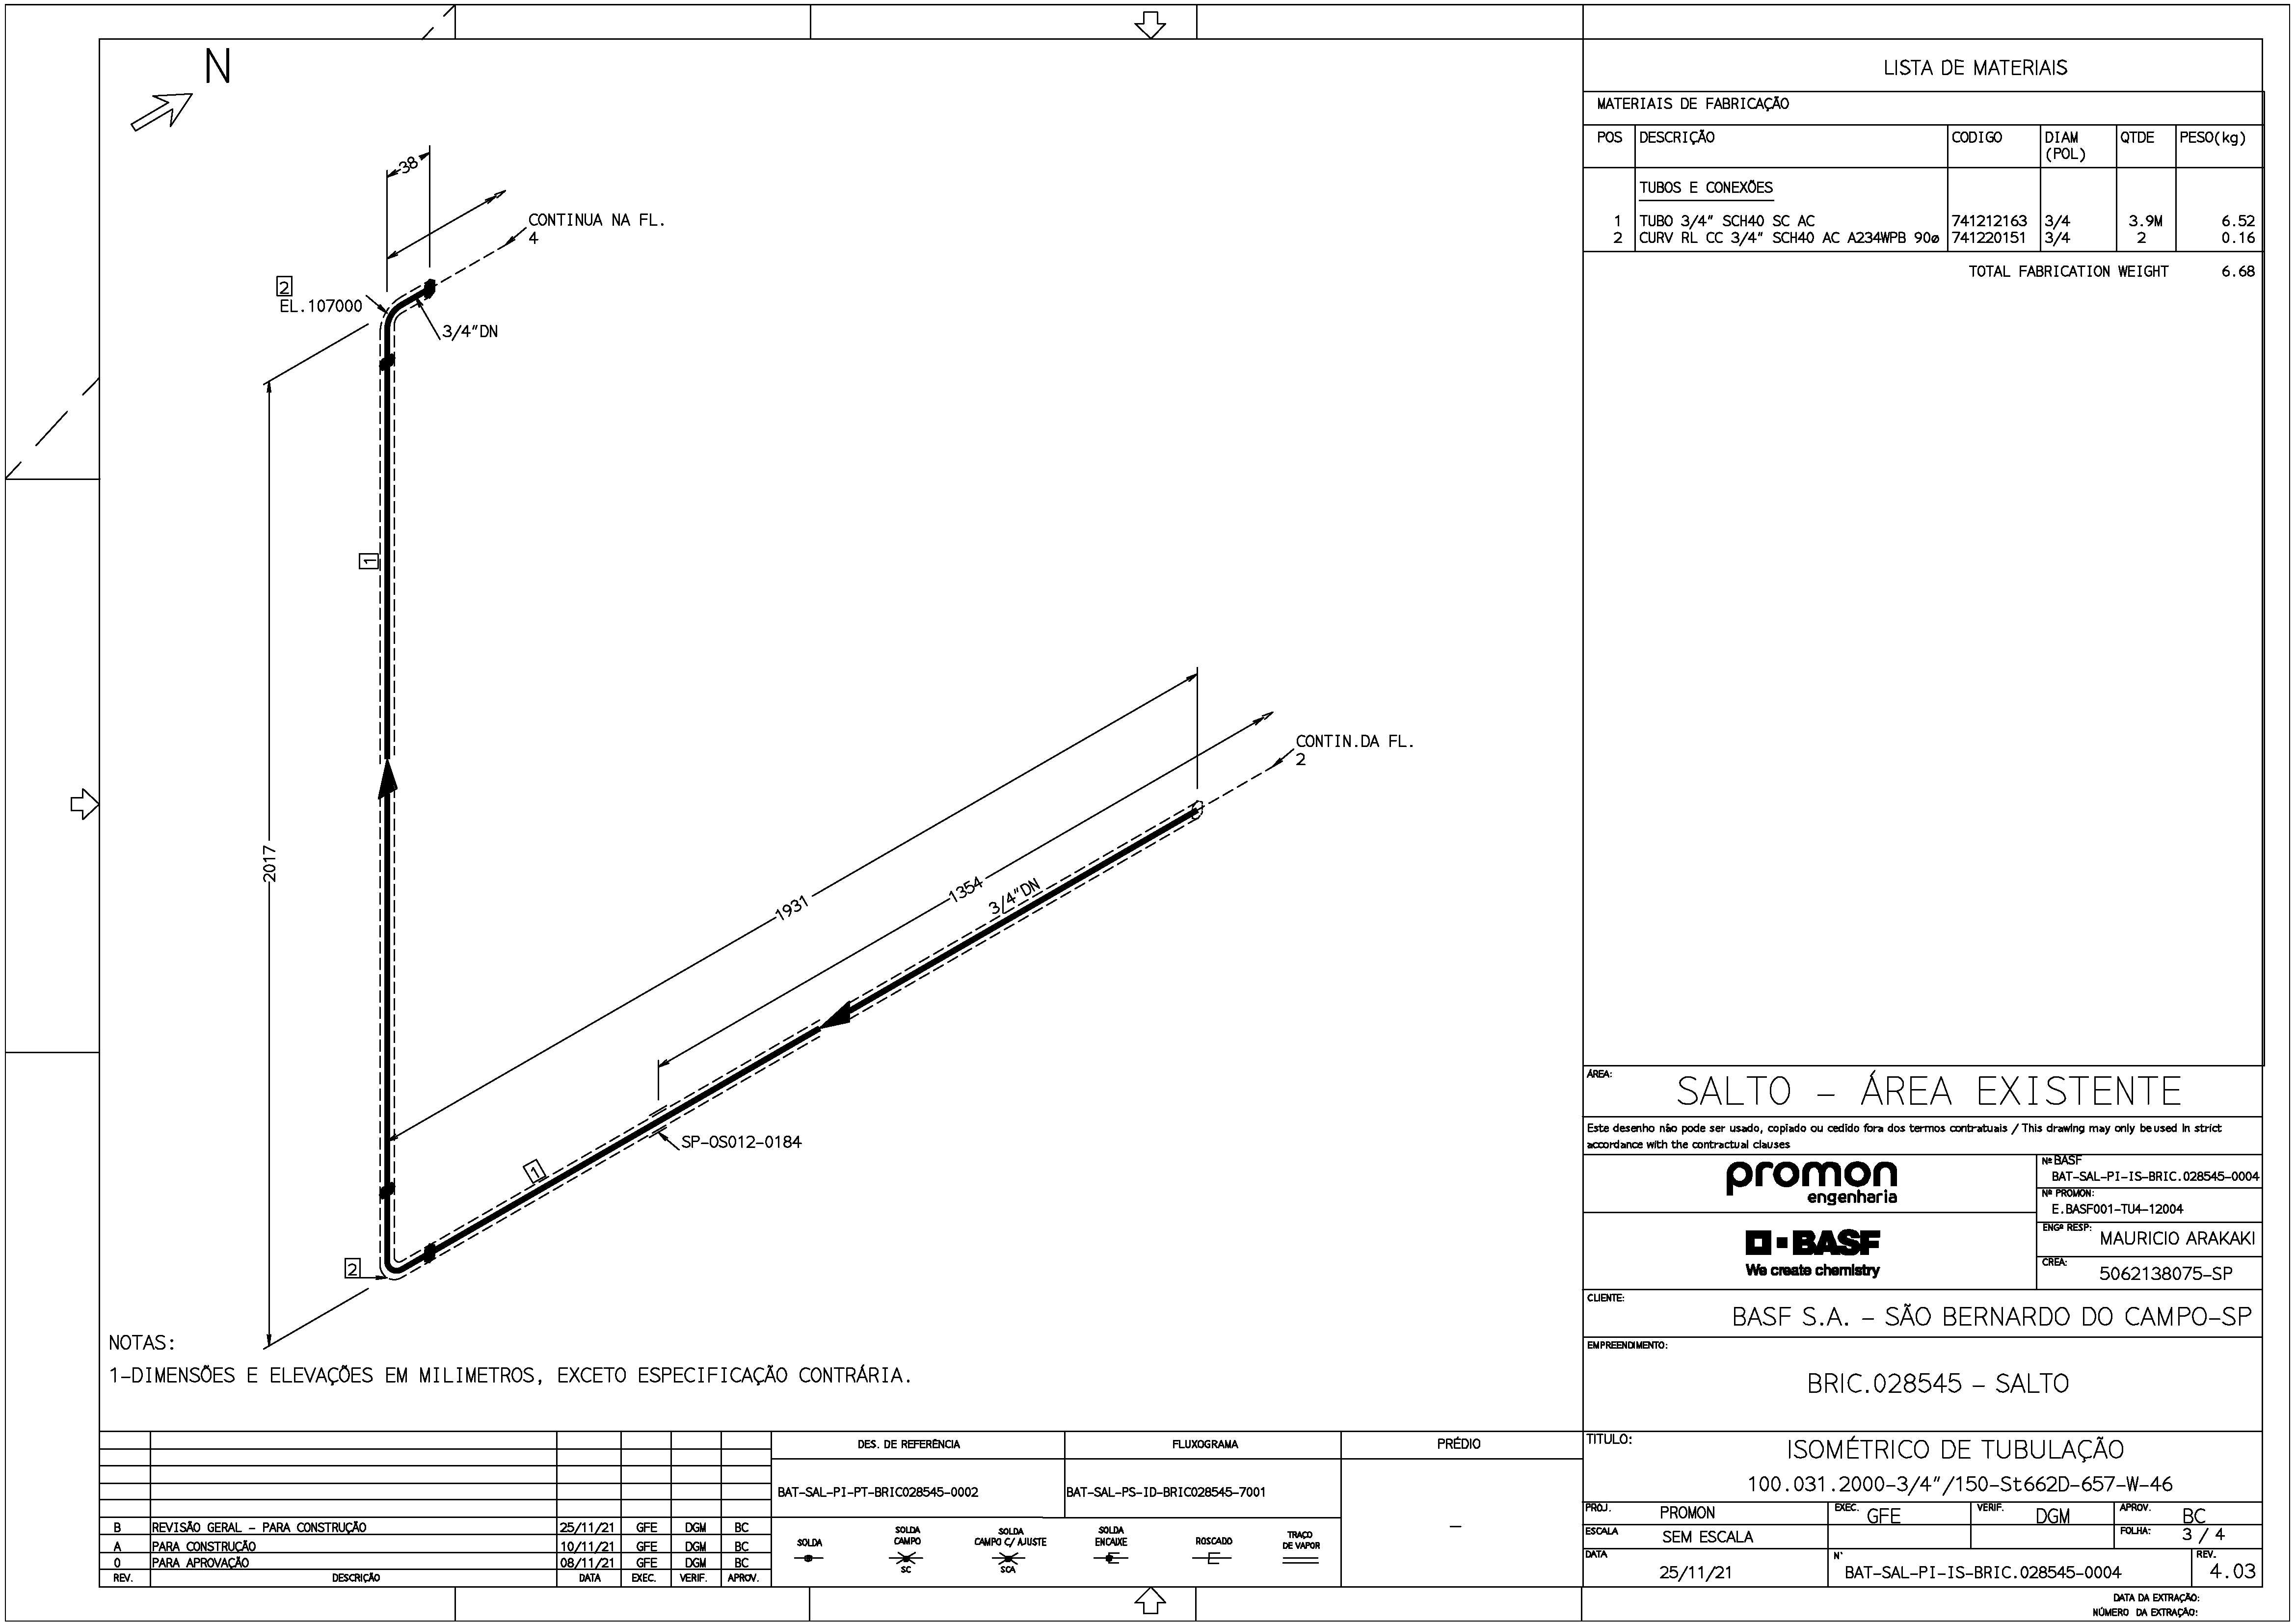 N
38
CONTINUA NA FL.
4
2
EL.107000
3/4"DN
1
2017
CONTIN.DA FL.
2
1931
1354
3/4"DN
SP-OS012-0184
1
2
NOTAS:
1-DIMENSÕES E ELEVAÇÕES EM MILIMETROS, EXCETO ESPECIFICAÇÃO CONTRÁRIA.
LISTA DE MATERIAIS
MATERIAIS DE FABRICAÇÃO
POS DESCRIÇÃO CODIGO DIAM (POL) QTDE PESO(kg)
TUBOS E CONEXÕES
1 TUBO 3/4" SCH40 SC AC 741212163 3/4 3.9M 6.52
2 CURV RL CC 3/4" SCH40 AC A234WPB 90ø 741220151 3/4 2 0.16
TOTAL FABRICATION WEIGHT 6.68
ÁREA:
SALTO - ÁREA EXISTENTE
Este desenho não pode ser usado, copiado ou cedido fora dos termos contratuais / This drawing may only be used in strict
accordance with the contractual clauses
promon
engenharia
Nº BASF
BAT-SAL-PI-IS-BRIC.028545-0004
Nº PROMON:
E.BASF001-TU4-12004
BASF
We create chemistry
ENGº RESP:
MAURICIO ARAKAKI
CREA:
5062138075-SP
CLIENTE:
BASF S.A. - SÃO BERNARDO DO CAMPO-SP
EMPREENDIMENTO:
BRIC.028545 - SALTO
TITULO:
ISOMÉTRICO DE TUBULAÇÃO
100.031.2000-3/4"/150-St662D-657-W-46
PROJ. PROMON EXEC. GFE VERIF. DGM APROV. BC
ESCALA SEM ESCALA FOLHA: 3 / 4
DATA 25/11/21 N° BAT-SAL-PI-IS-BRIC.028545-0004 REV. 4.03
DATA DA EXTRAÇÃO:
NÚMERO DA EXTRAÇÃO:
B REVISÃO GERAL - PARA CONSTRUÇÃO 25/11/21 GFE DGM BC
A PARA CONSTRUÇÃO 10/11/21 GFE DGM BC
0 PARA APROVAÇÃO 08/11/21 GFE DGM BC
REV. DESCRIÇÃO DATA EXEC. VERIF. APROV.
DES. DE REFERÊNCIA FLUXOGRAMA PRÉDIO
BAT-SAL-PI-PT-BRIC028545-0002 BAT-SAL-PS-ID-BRIC028545-7001 -
SOLDA
SOLDA CAMPO
SC
SOLDA CAMPO C/ AJUSTE
SCA
SOLDA ENCAIXE
ROSCADO
TRAÇO DE VAPOR